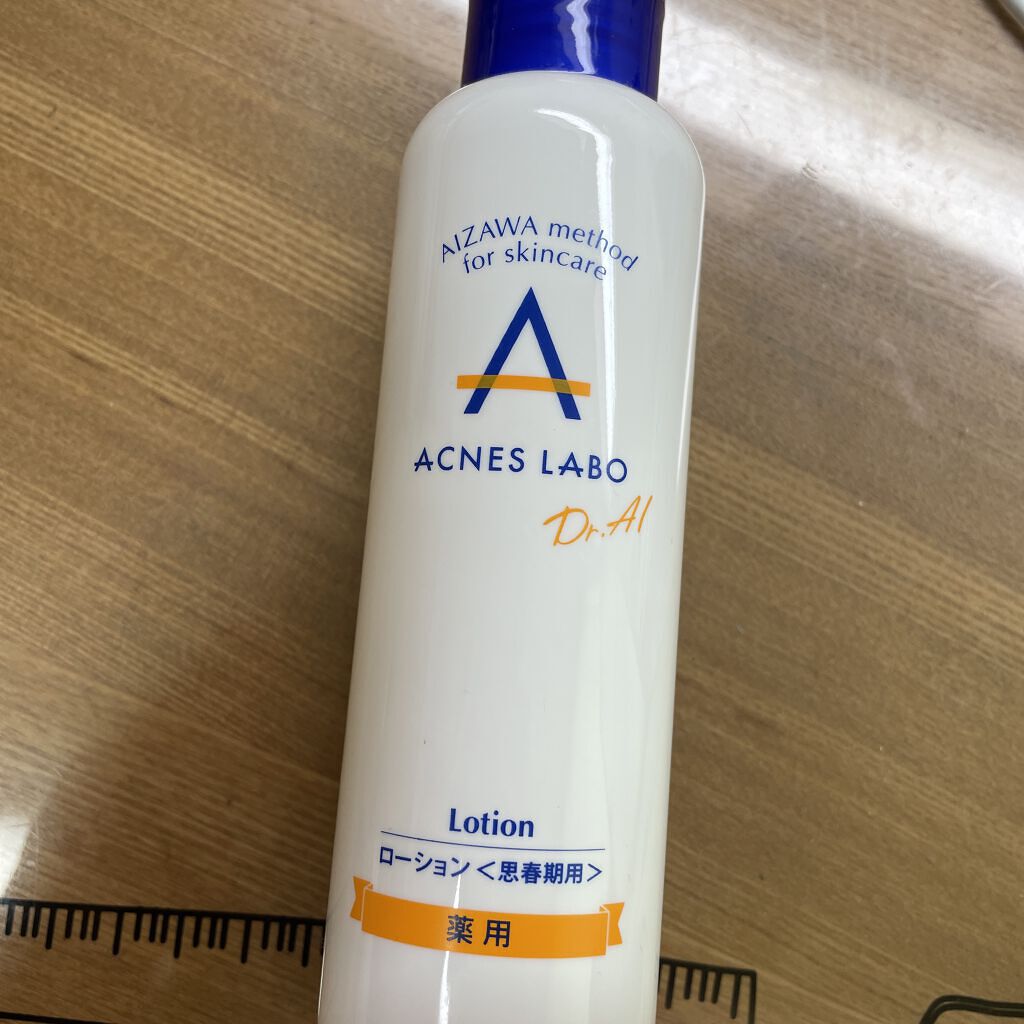 AIZAWA method
for skincare
A
ACNES LABO
Dr.AI
Lotion
ローション＜思春期用＞
薬用